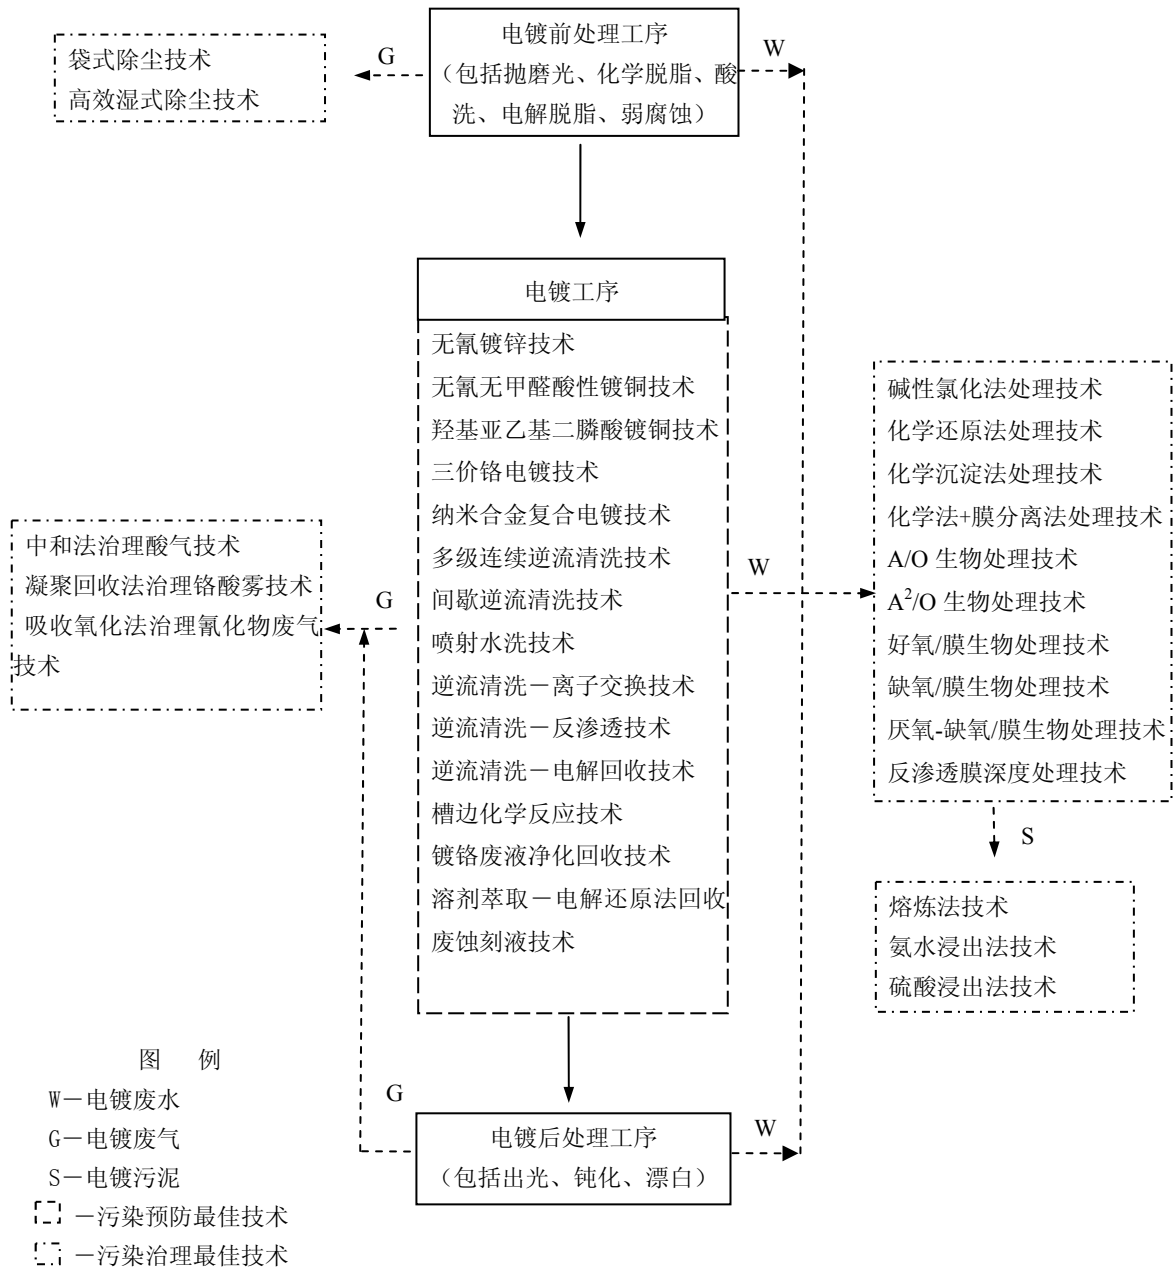 电镀前处理工序
（包括抛磨光、化学脱脂、酸
洗、电解脱脂、弱腐蚀）
G
W
袋式除尘技术
高效湿式除尘技术
电镀工序
无氰镀锌技术
无氰无甲醛酸性镀铜技术
羟基亚乙基二膦酸镀铜技术
三价铬电镀技术
纳米合金复合电镀技术
多级连续逆流清洗技术
间歇逆流清洗技术
喷射水洗技术
逆流清洗－离子交换技术
逆流清洗－反渗透技术
逆流清洗－电解回收技术
槽边化学反应技术
镀铬废液净化回收技术
溶剂萃取－电解还原法回收
废蚀刻液技术
G
W
中和法治理酸气技术
凝聚回收法治理铬酸雾技术
吸收氧化法治理氰化物废气
技术
碱性氯化法处理技术
化学还原法处理技术
化学沉淀法处理技术
化学法+膜分离法处理技术
A/O 生物处理技术
A²/O 生物处理技术
好氧/膜生物处理技术
缺氧/膜生物处理技术
厌氧-缺氧/膜生物处理技术
反渗透膜深度处理技术
S
熔炼法技术
氨水浸出法技术
硫酸浸出法技术
G
W
电镀后处理工序
（包括出光、钝化、漂白）
图 例
W－电镀废水
G－电镀废气
S－电镀污泥
－污染预防最佳技术
－污染治理最佳技术